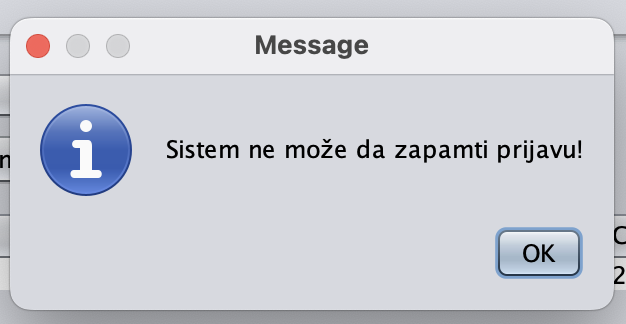 Message
Sistem ne može da zapamti prijavu!
OK